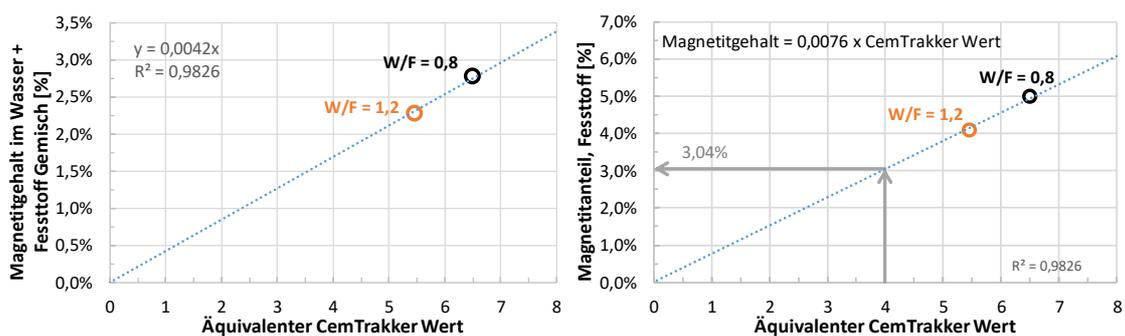 Magnetitgehalt im Wasser +
Fessttoff Gemisch [%]
3,5%
3,0%
2,5%
2,0%
1,5%
1,0%
0,5%
0,0%
y = 0,0042x
R² = 0,9826
W/F = 0,8
W/F = 1,2
0 1 2 3 4 5 6 7 8
Äquivalenter CemTrakker Wert
Magnetitanteil, Fessttoff [%]
7,0%
6,0%
5,0%
4,0%
3,0%
2,0%
1,0%
0,0%
Magnetitgehalt = 0,0076 x CemTrakker Wert
W/F = 0,8
W/F = 1,2
3,04%
R² = 0,9826
0 1 2 3 4 5 6 7 8
Äquivalenter CemTrakker Wert